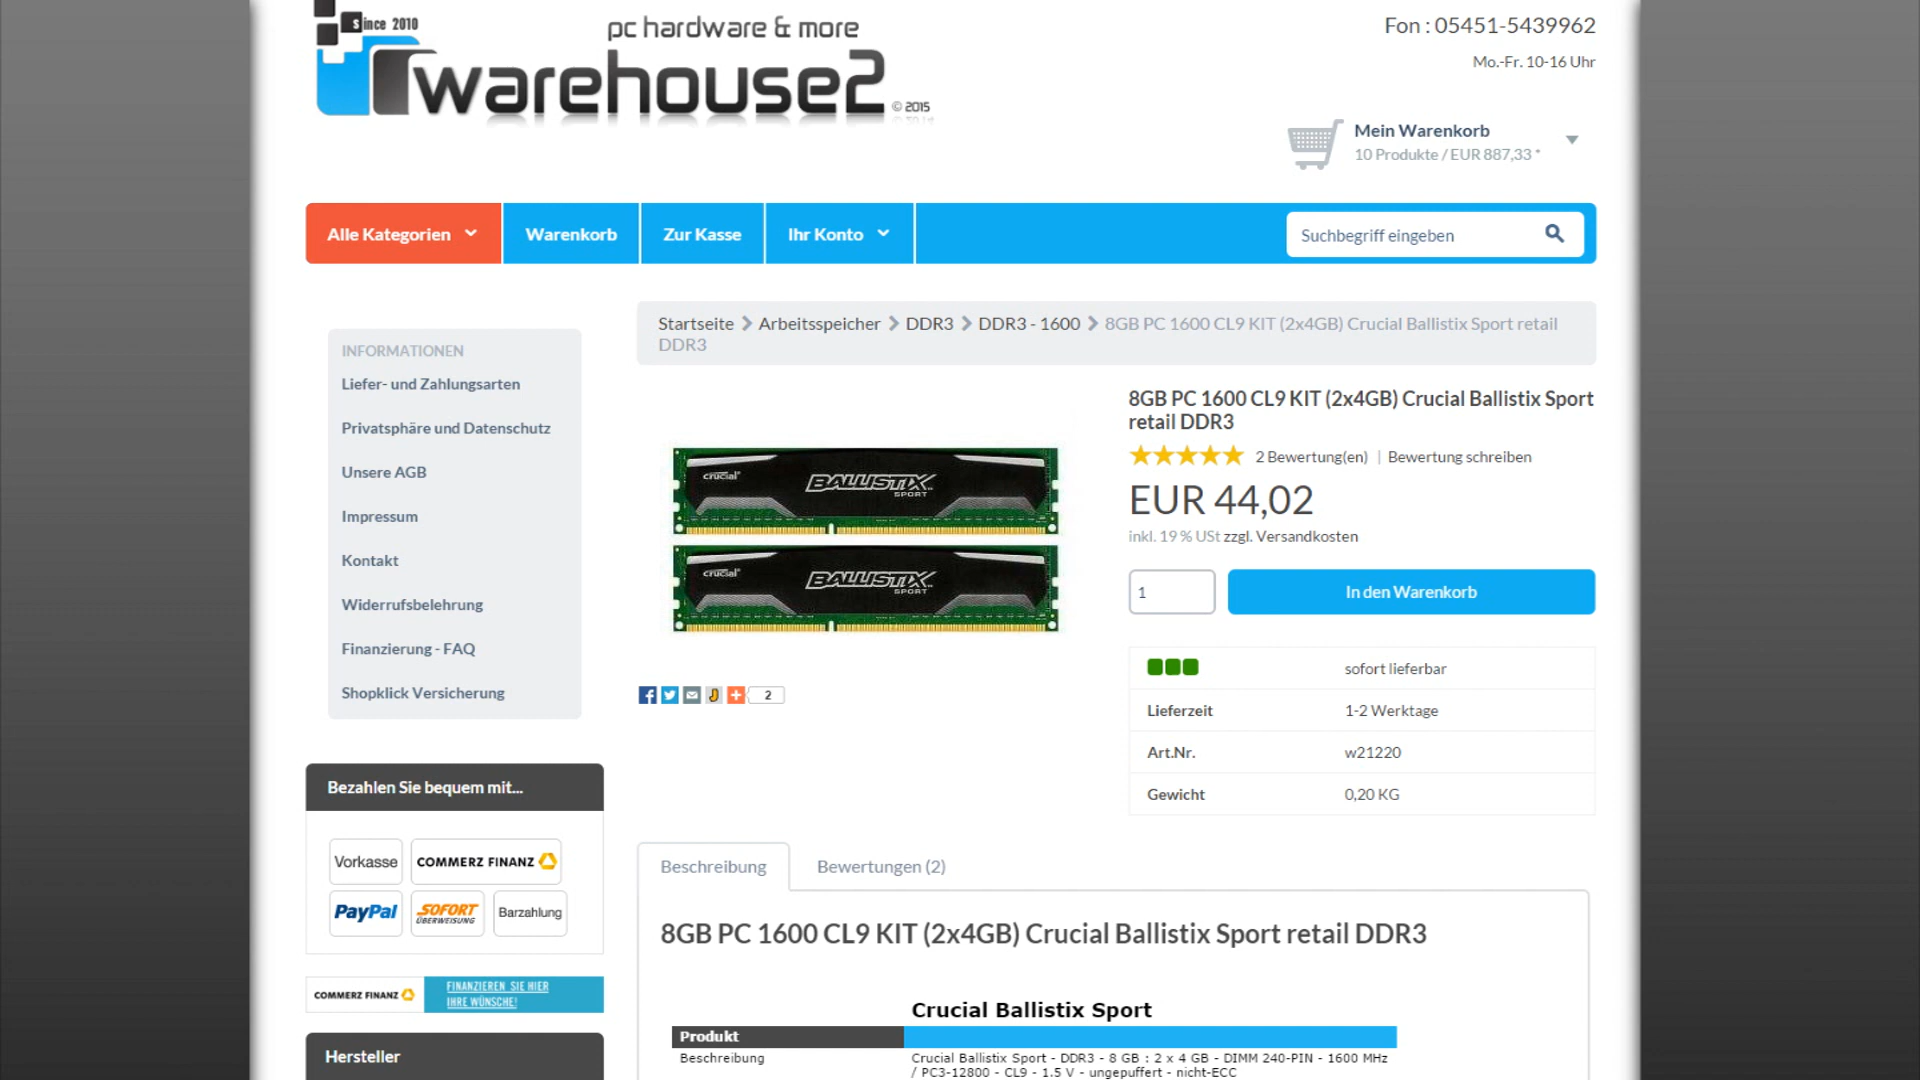 since 2010
pc hardware & more
warehouse2
© 2015
Fon : 05451-5439962
Mo.-Fr. 10-16 Uhr
Mein Warenkorb
10 Produkte / EUR 887,33 *
Alle Kategorien
Warenkorb
Zur Kasse
Ihr Konto
Suchbegriff eingeben
Startseite
Arbeitsspeicher
DDR3
DDR3 - 1600
8GB PC 1600 CL9 KIT (2x4GB) Crucial Ballistix Sport retail
DDR3
INFORMATIONEN
Liefer- und Zahlungsarten
Privatsphäre und Datenschutz
Unsere AGB
Impressum
Kontakt
Widerrufsbelehrung
Finanzierung - FAQ
Shopklick Versicherung
crucial
BALLISTIX
SPORT
crucial
BALLISTIX
SPORT
2
8GB PC 1600 CL9 KIT (2x4GB) Crucial Ballistix Sport
retail DDR3
2 Bewertung(en) | Bewertung schreiben
EUR 44,02
inkl. 19 % USt zzgl. Versandkosten
1
In den Warenkorb
sofort lieferbar
Lieferzeit 1-2 Werktage
Art.Nr. w21220
Gewicht 0,20 KG
Bezahlen Sie bequem mit...
Vorkasse
COMMERZ FINANZ
PayPal
SOFORT
ÜBERWEISUNG
Barzahlung
COMMERZ FINANZ
FINANZIEREN SIE HIER
IHRE WÜNSCHE!
Hersteller
Beschreibung
Bewertungen (2)
8GB PC 1600 CL9 KIT (2x4GB) Crucial Ballistix Sport retail DDR3
Crucial Ballistix Sport
Produkt
Beschreibung
Crucial Ballistix Sport - DDR3 - 8 GB : 2 x 4 GB - DIMM 240-PIN - 1600 MHz
/ PC3-12800 - CL9 - 1.5 V - ungepuffert - nicht-ECC